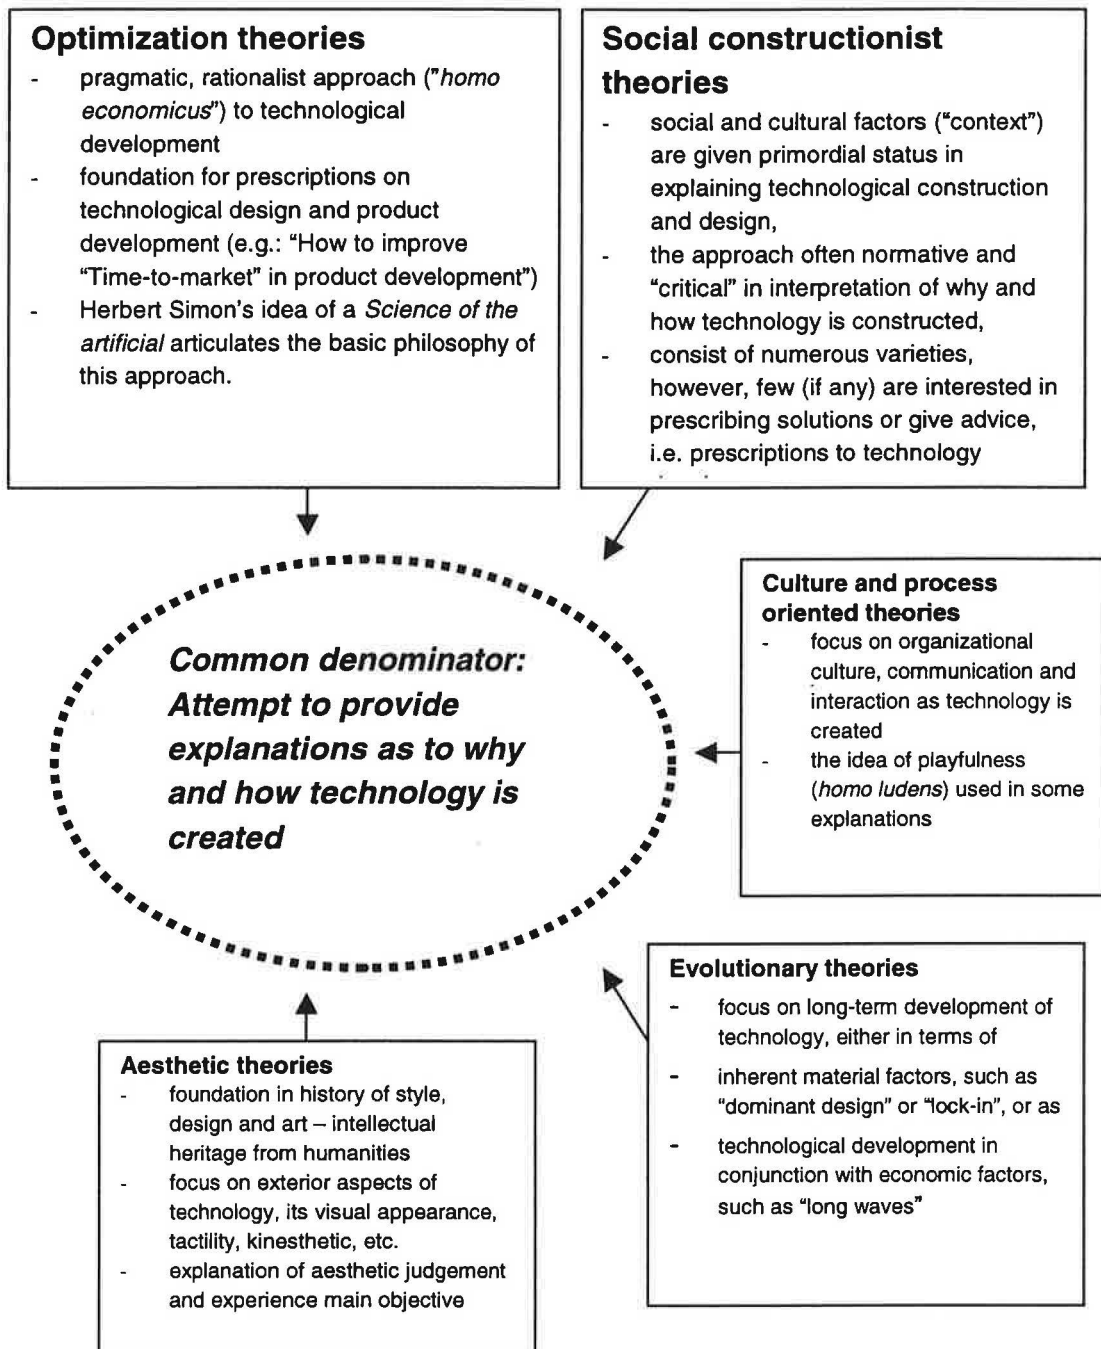 Optimization theories
- pragmatic, rationalist approach ("homo
economicus") to technological
development
- foundation for prescriptions on
technological design and product
development (e.g.: "How to improve
"Time-to-market" in product development")
- Herbert Simon's idea of a Science of the
artificial articulates the basic philosophy of
this approach.
Social constructionist
theories
- social and cultural factors ("context")
are given primordial status in
explaining technological construction
and design,
- the approach often normative and
"critical" in interpretation of why and
how technology is constructed,
- consist of numerous varieties,
however, few (if any) are interested in
prescribing solutions or give advice,
i.e. prescriptions to technology
Common denominator:
Attempt to provide
explanations as to why
and how technology is
created
Culture and process
oriented theories
- focus on organizational
culture, communication and
interaction as technology is
created
- the idea of playfulness
(homo ludens) used in some
explanations
Evolutionary theories
- focus on long-term development of
technology, either in terms of
- inherent material factors, such as
"dominant design" or "lock-in", or as
- technological development in
conjunction with economic factors,
such as "long waves"
Aesthetic theories
- foundation in history of style,
design and art – intellectual
heritage from humanities
- focus on exterior aspects of
technology, its visual appearance,
tactility, kinesthetic, etc.
- explanation of aesthetic judgement
and experience main objective